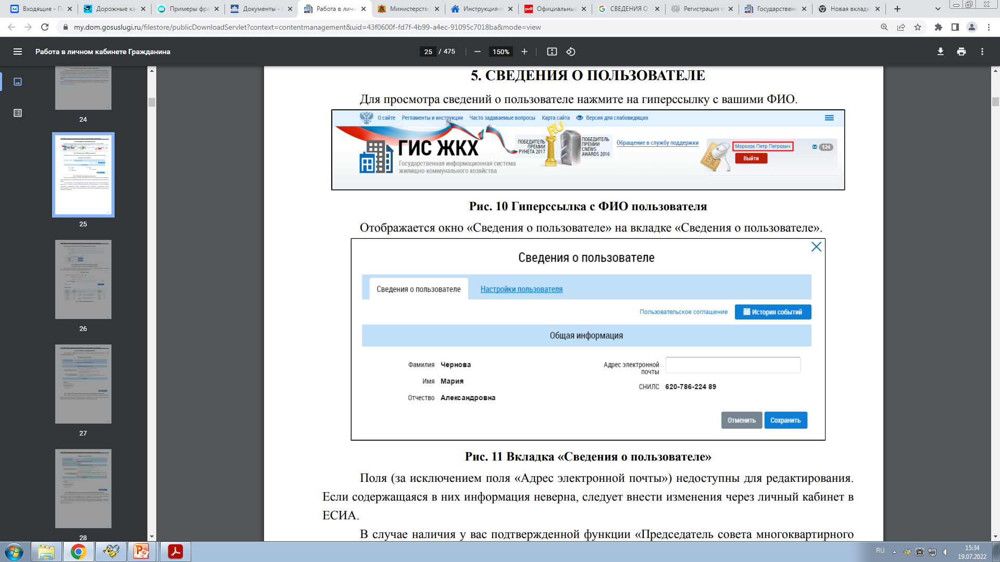 Входящие - П
Дорожные ка
Примеры фра
Документы - П
Работа в личн
Министерство
Инструкция-п
Официальный
СВЕДЕНИЯ О П
Регистрация в
Государствен
Новая вкладка
my.dom.gosuslugi.ru/filestore/publicDownloadServlet?context=contentmanagement&uid=43f0600f-fd7f-4b99-a4ec-91095c7018ba&mode=view
Работа в личном кабинете Гражданина
25 / 475
150%
24
25
26
27
28
5. СВЕДЕНИЯ О ПОЛЬЗОВАТЕЛЕ
Для просмотра сведений о пользователе нажмите на гиперссылку с вашими ФИО.
О сайте Регламенты и инструкции Часто задаваемые вопросы Карта сайта Версия для слабовидящих
ГИС ЖКХ
Государственная информационная система
жилищно-коммунального хозяйства
ПОБЕДИТЕЛЬ
ПРЕМИИ
РУНЕТА 2017
RU
ПОБЕДИТЕЛЬ
ПРЕМИИ
CNEWS
AWARDS 2016
Обращение в службу поддержки
Морозов Петр Петрович
124
Выйти
Рис. 10 Гиперссылка с ФИО пользователя
Отображается окно «Сведения о пользователе» на вкладке «Сведения о пользователе».
Сведения о пользователе
Сведения о пользователе Настройки пользователя
Пользовательское соглашение История событий
Общая информация
Фамилия Чернова
Имя Мария
Отчество Александровна
Адрес электронной
почты
СНИЛС 620-786-224 89
Отменить Сохранить
Рис. 11 Вкладка «Сведения о пользователе»
Поля (за исключением поля «Адрес электронной почты») недоступны для редактирования.
Если содержащаяся в них информация неверна, следует внести изменения через личный кабинет в
ЕСИА.
В случае наличия у вас подтвержденной функции «Председатель совета многоквартирного
RU
15:34
19.07.2022